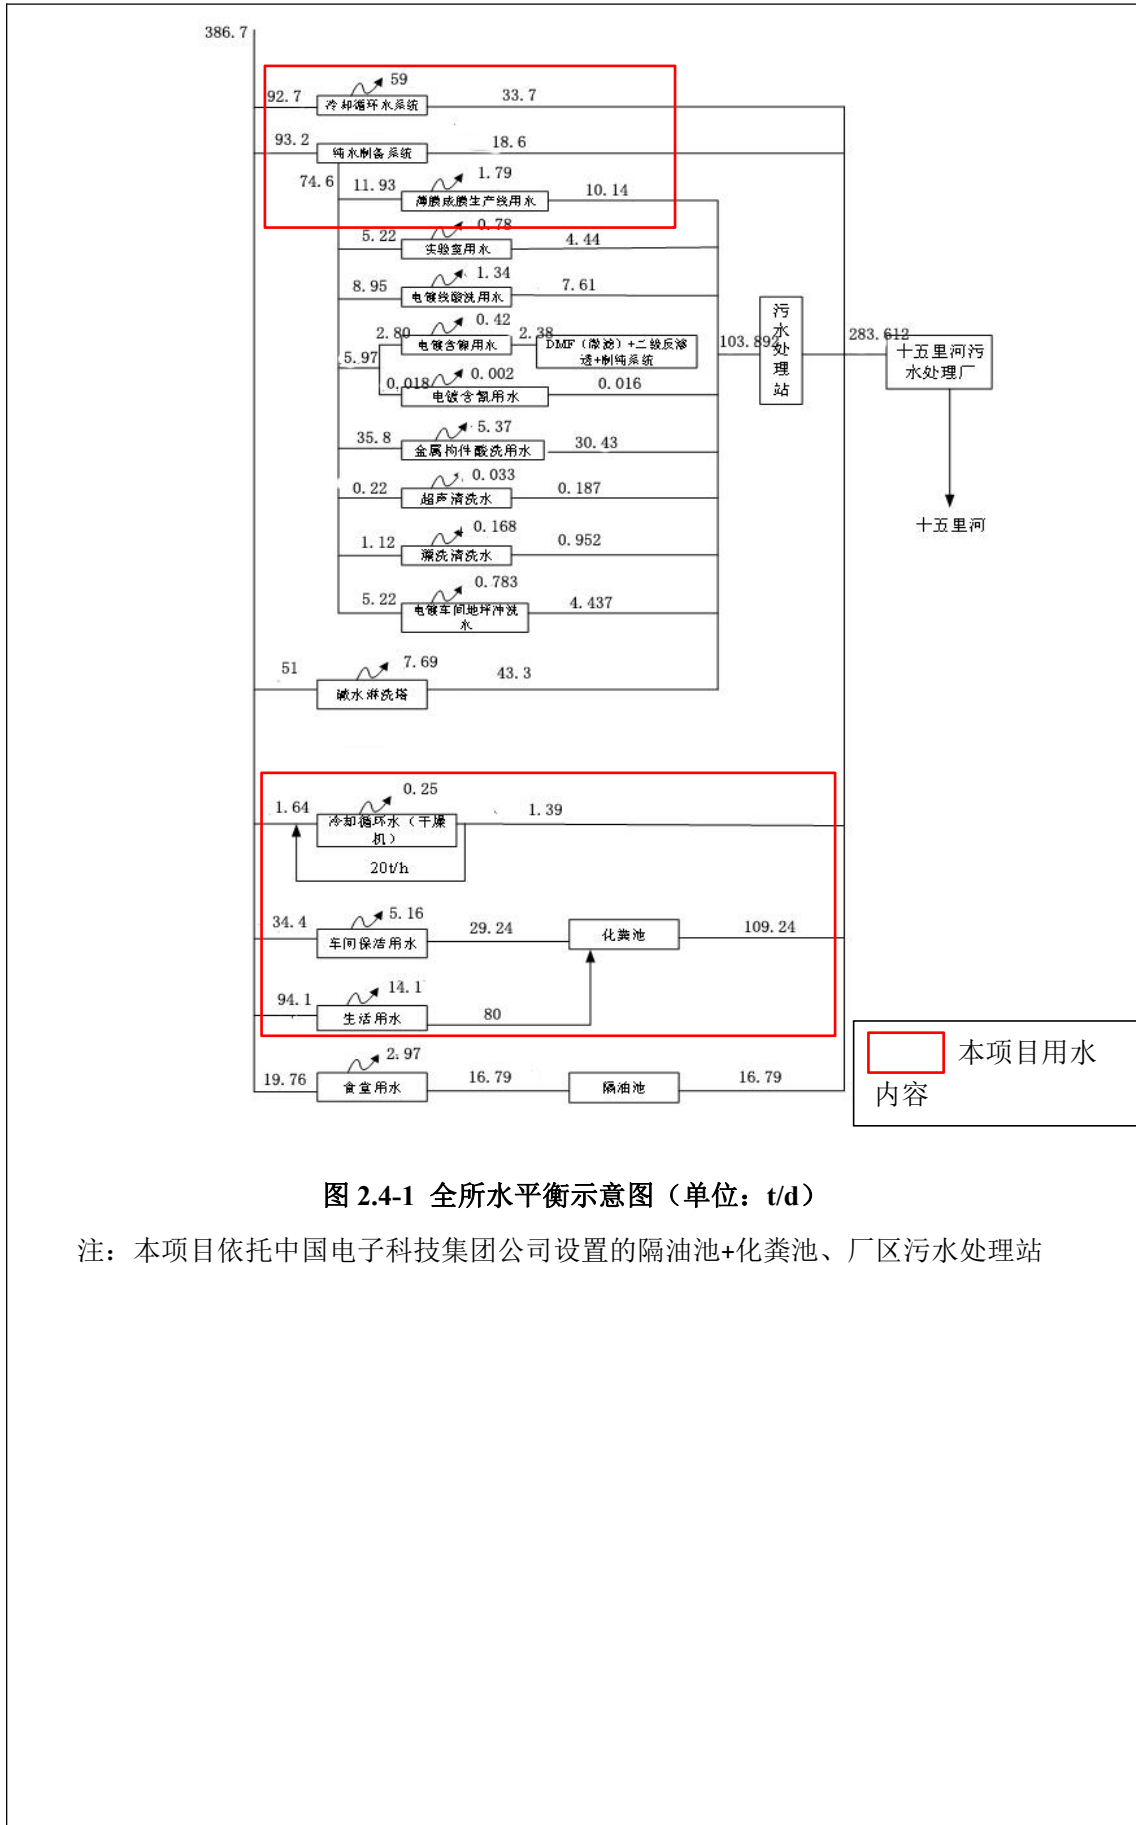 386.7
59
92.7
冷却循环水系统
33.7
93.2
纯水制备系统
18.6
74.6
11.93
1.79
薄膜成膜生产线用水
10.14
5.22
0.78
实验室用水
4.44
8.95
1.34
电镀线酸洗用水
7.61
2.80
0.42
电镀含铜用水
2.38
DMF（微滤）+二级反渗
透+制纯系统
5.97
0.018
0.002
电镀含氰用水
0.016
35.8
5.37
金属构件酸洗用水
30.43
0.22
0.033
超声清洗水
0.187
1.12
0.168
漂洗清洗水
0.952
5.22
0.783
电镀车间地坪冲洗
水
4.437
51
7.69
碱水淋洗塔
43.3
103.892
污
水
处
理
站
283.612
十五里河污
水处理厂
十五里河
1.64
0.25
冷却循环水（干燥
机）
1.39
20t/h
34.4
5.16
车间保洁用水
29.24
化粪池
109.24
94.1
14.1
生活用水
80
19.76
2.97
食堂用水
16.79
隔油池
16.79
本项目用水
内容
图 2.4-1 全所水平衡示意图（单位：t/d）
注：本项目依托中国电子科技集团公司设置的隔油池+化粪池、厂区污水处理站